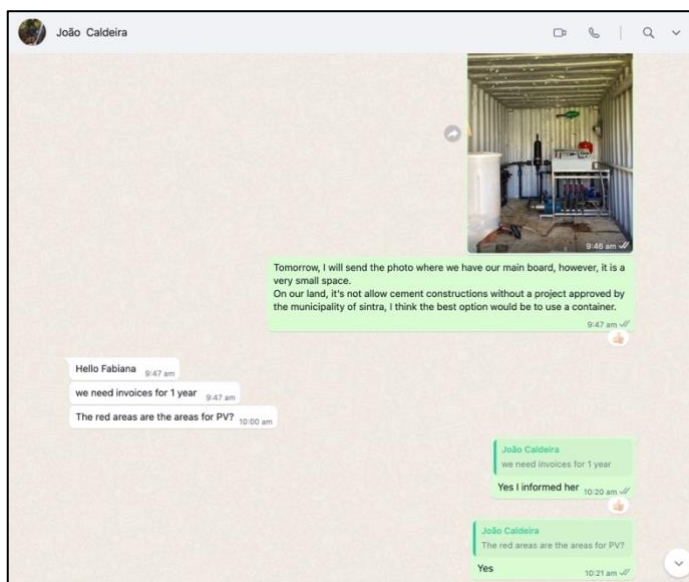 João Caldeira
9:46 am
Tomorrow, I will send the photo where we have our main board, however, it is a
very small space.
On our land, it's not allow cement constructions without a project approved by
the municipality of sintra, I think the best option would be to use a container.
9:47 am
Hello Fabiana 9:47 am
we need invoices for 1 year 9:47 am
The red areas are the areas for PV? 10:00 am
João Caldeira
we need invoices for 1 year
Yes I informed her 10:20 am
João Caldeira
The red areas are the areas for PV?
Yes 10:21 am